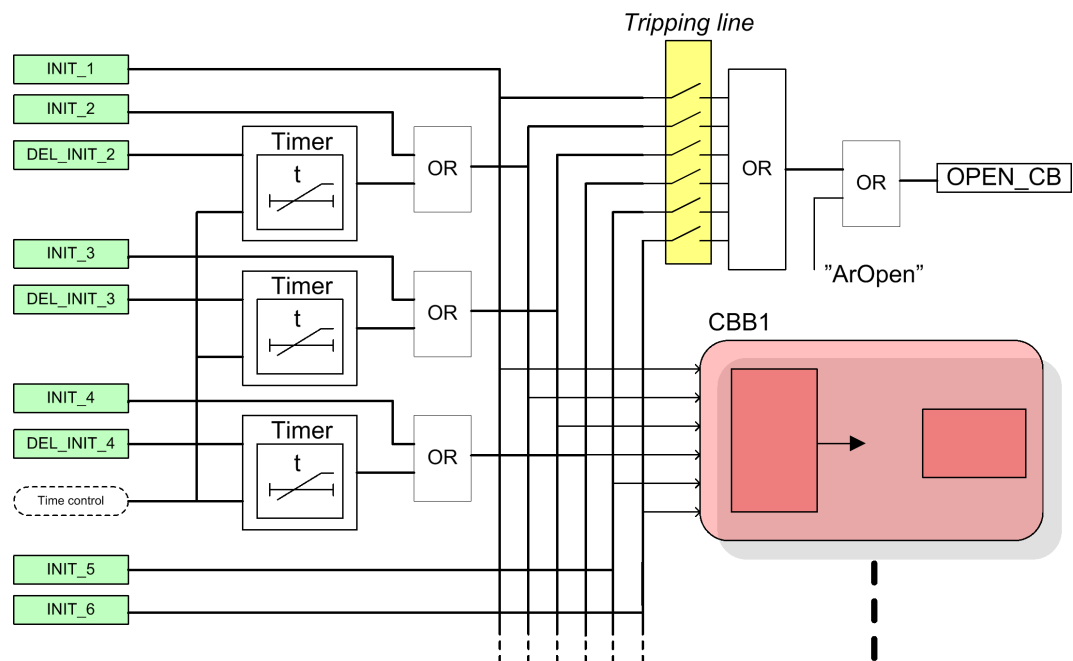 Tripping line
INIT_1
INIT_2
DEL_INIT_2
Timer
t
OR
OR
OR
OPEN_CB
"ArOpen"
INIT_3
DEL_INIT_3
Timer
t
OR
CBB1
INIT_4
DEL_INIT_4
Timer
t
OR
Time control
INIT_5
INIT_6